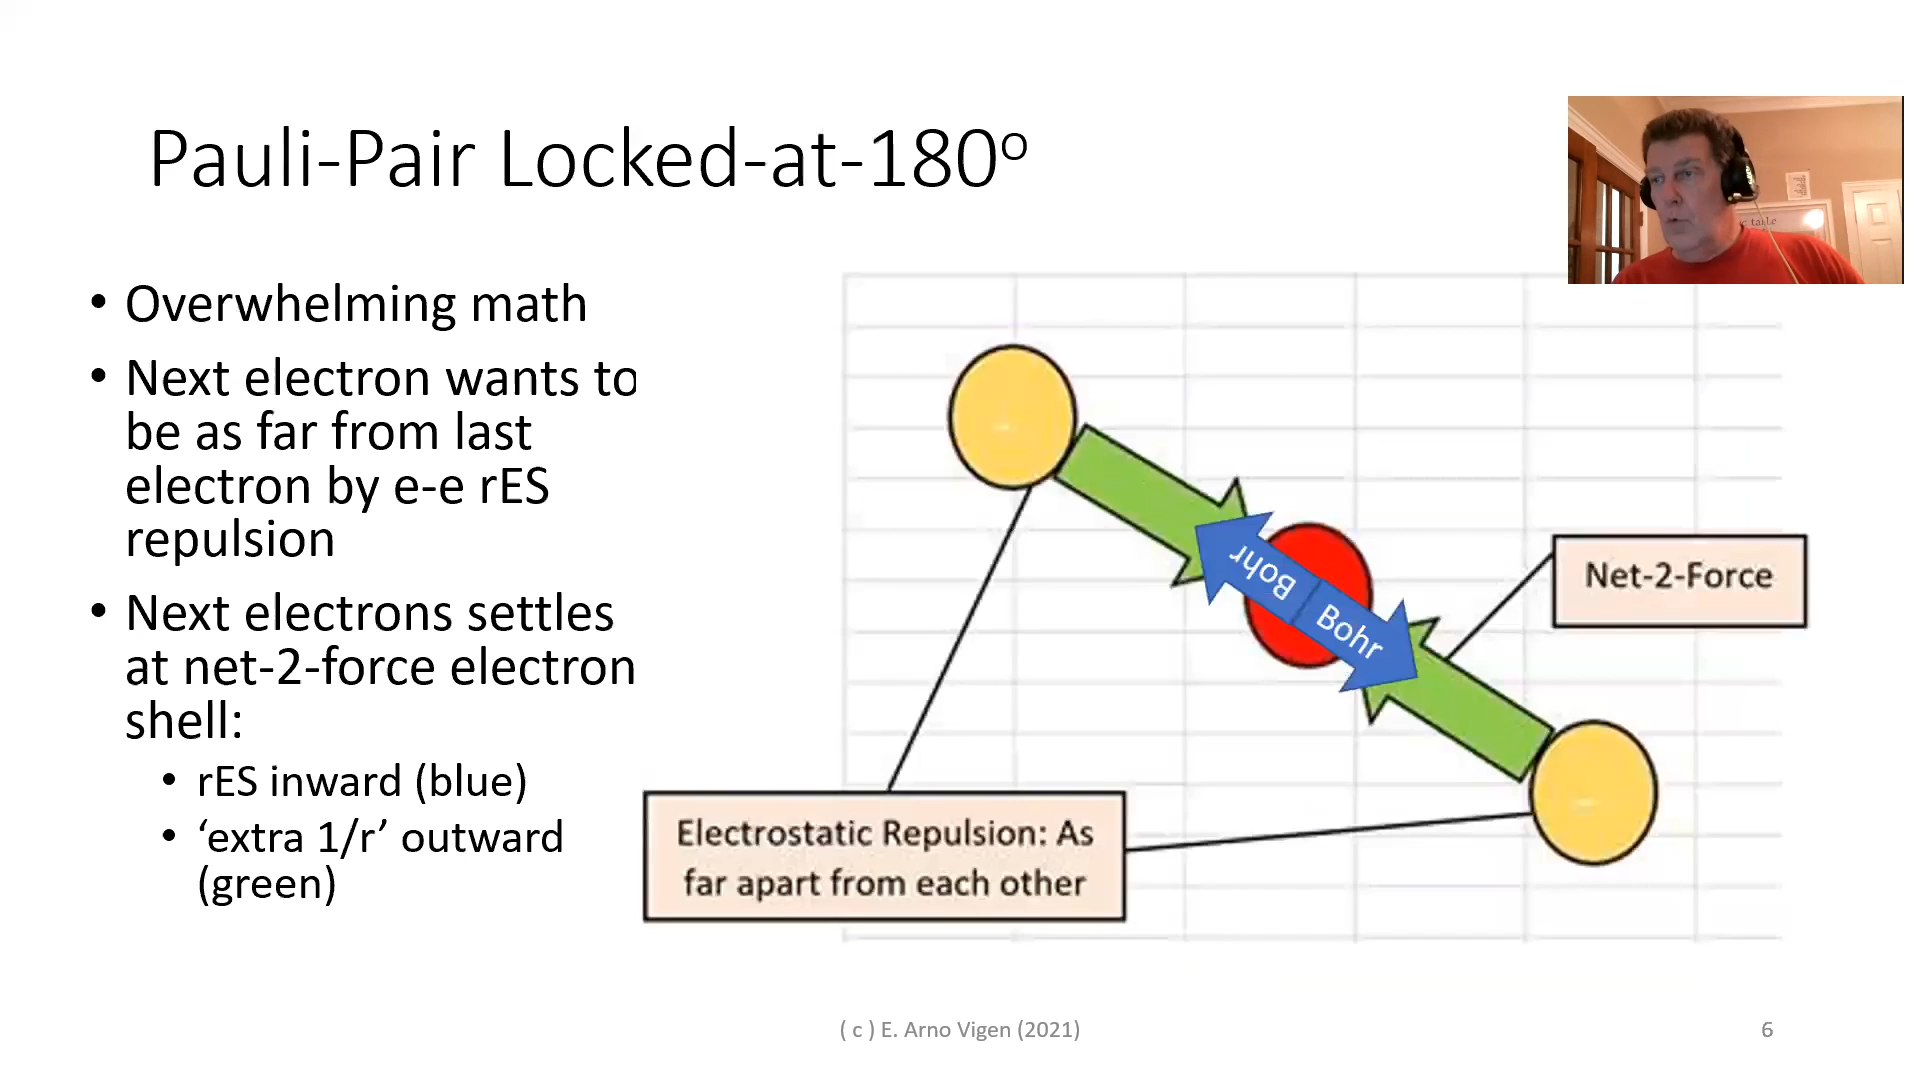 Pauli-Pair Locked-at-180º
• Overwhelming math
• Next electron wants to
be as far from last
electron by e-e rES
repulsion
• Next electrons settles
at net-2-force electron
shell:
• rES inward (blue)
• ‘extra 1/r’ outward
(green)
Bohr
Bohr
Net-2-Force
Electrostatic Repulsion: As
far apart from each other
( c ) E. Arno Vigen (2021)
6